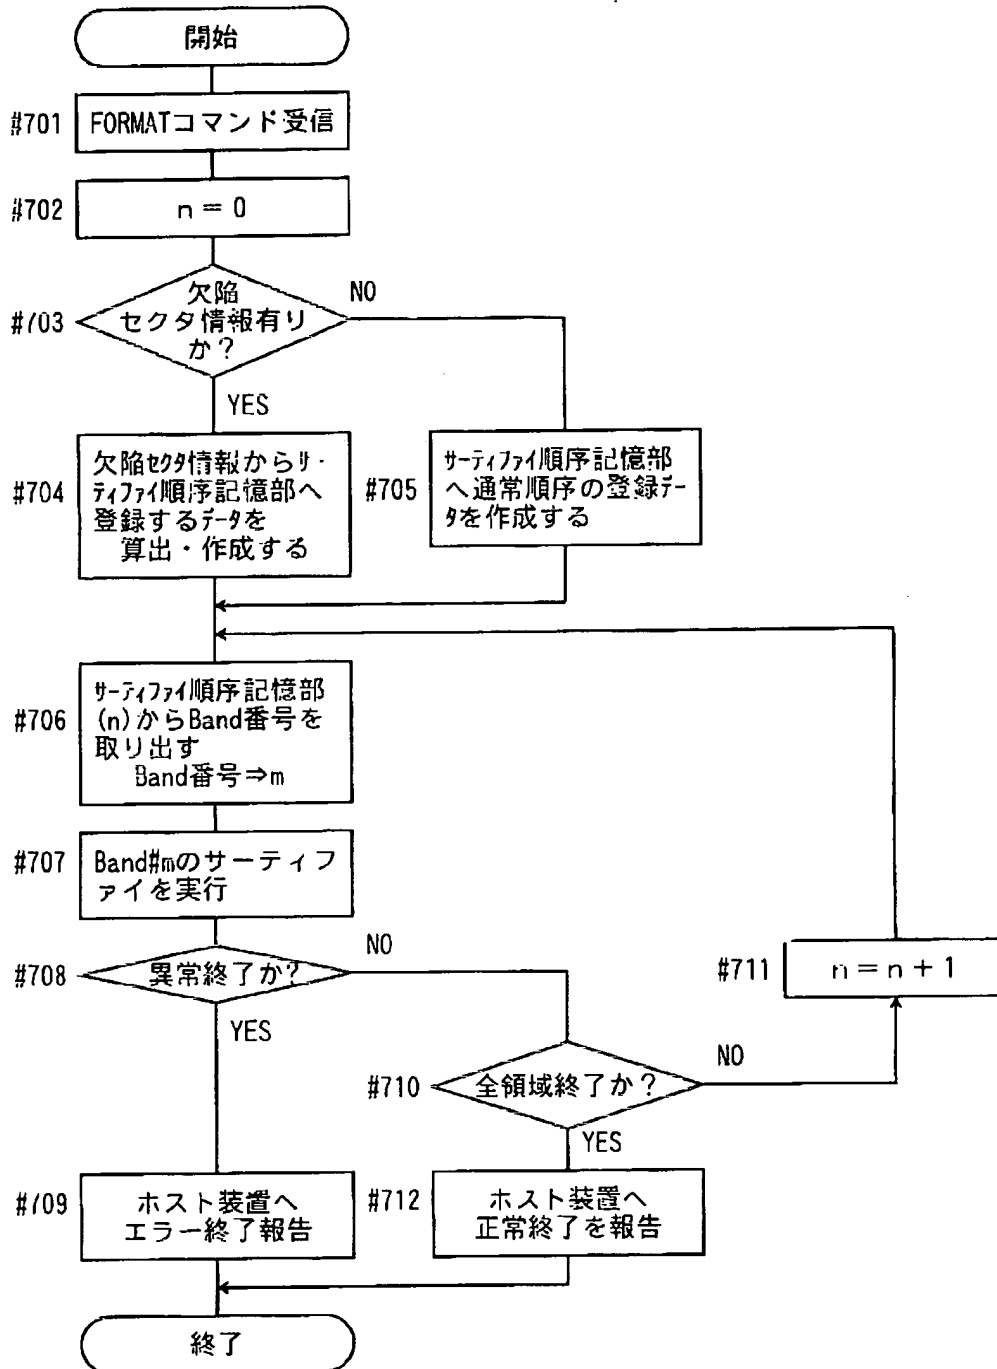 開始
#701
FORMATコマンド受信
#702
n = 0
#703
欠陥
セクタ情報有り
か?
NO
YES
#704
欠陥セクタ情報からサ-
ティファイ順序記憶部へ
登録するデータを
算出・作成する
#705
サーティファイ順序記憶部
へ通常順序の登録デー
タを作成する
#706
サーティファイ順序記憶部
(n)からBand番号を
取り出す
Band番号⇒m
#707
Band#mのサーティフ
ァイを実行
#708
異常終了か?
NO
YES
#711
n = n + 1
#710
全領域終了か?
NO
YES
#709
ホスト装置へ
エラー終了報告
#712
ホスト装置へ
正常終了を報告
終了